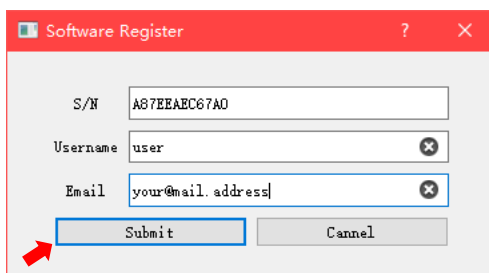 Software Register ?
S/N A87EEAEC67A0
Username user
Email your@mail.address
Submit Cannel